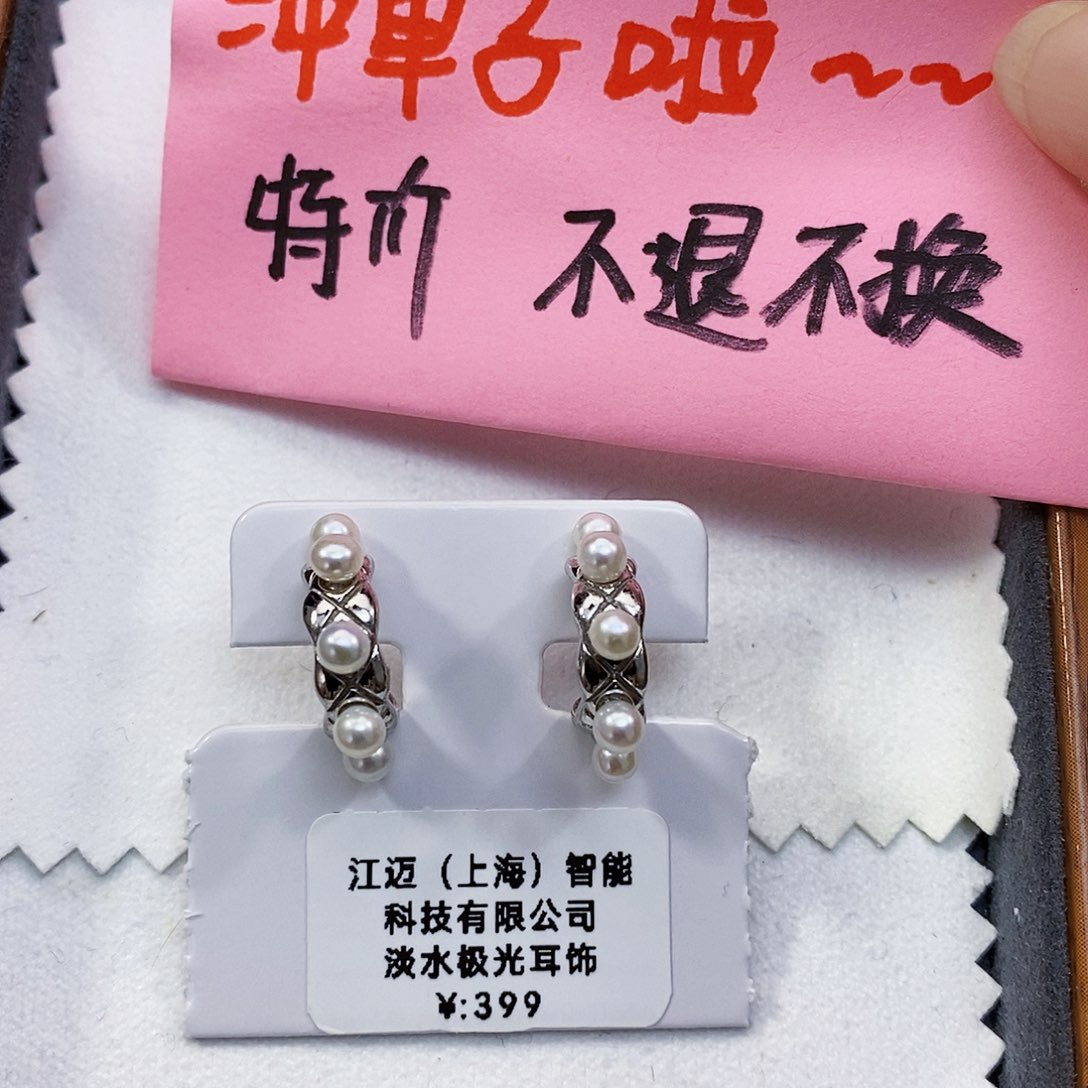 冲单子啦～～
特价 不退不换
江迈（上海）智能
科技有限公司
淡水极光耳饰
¥:399